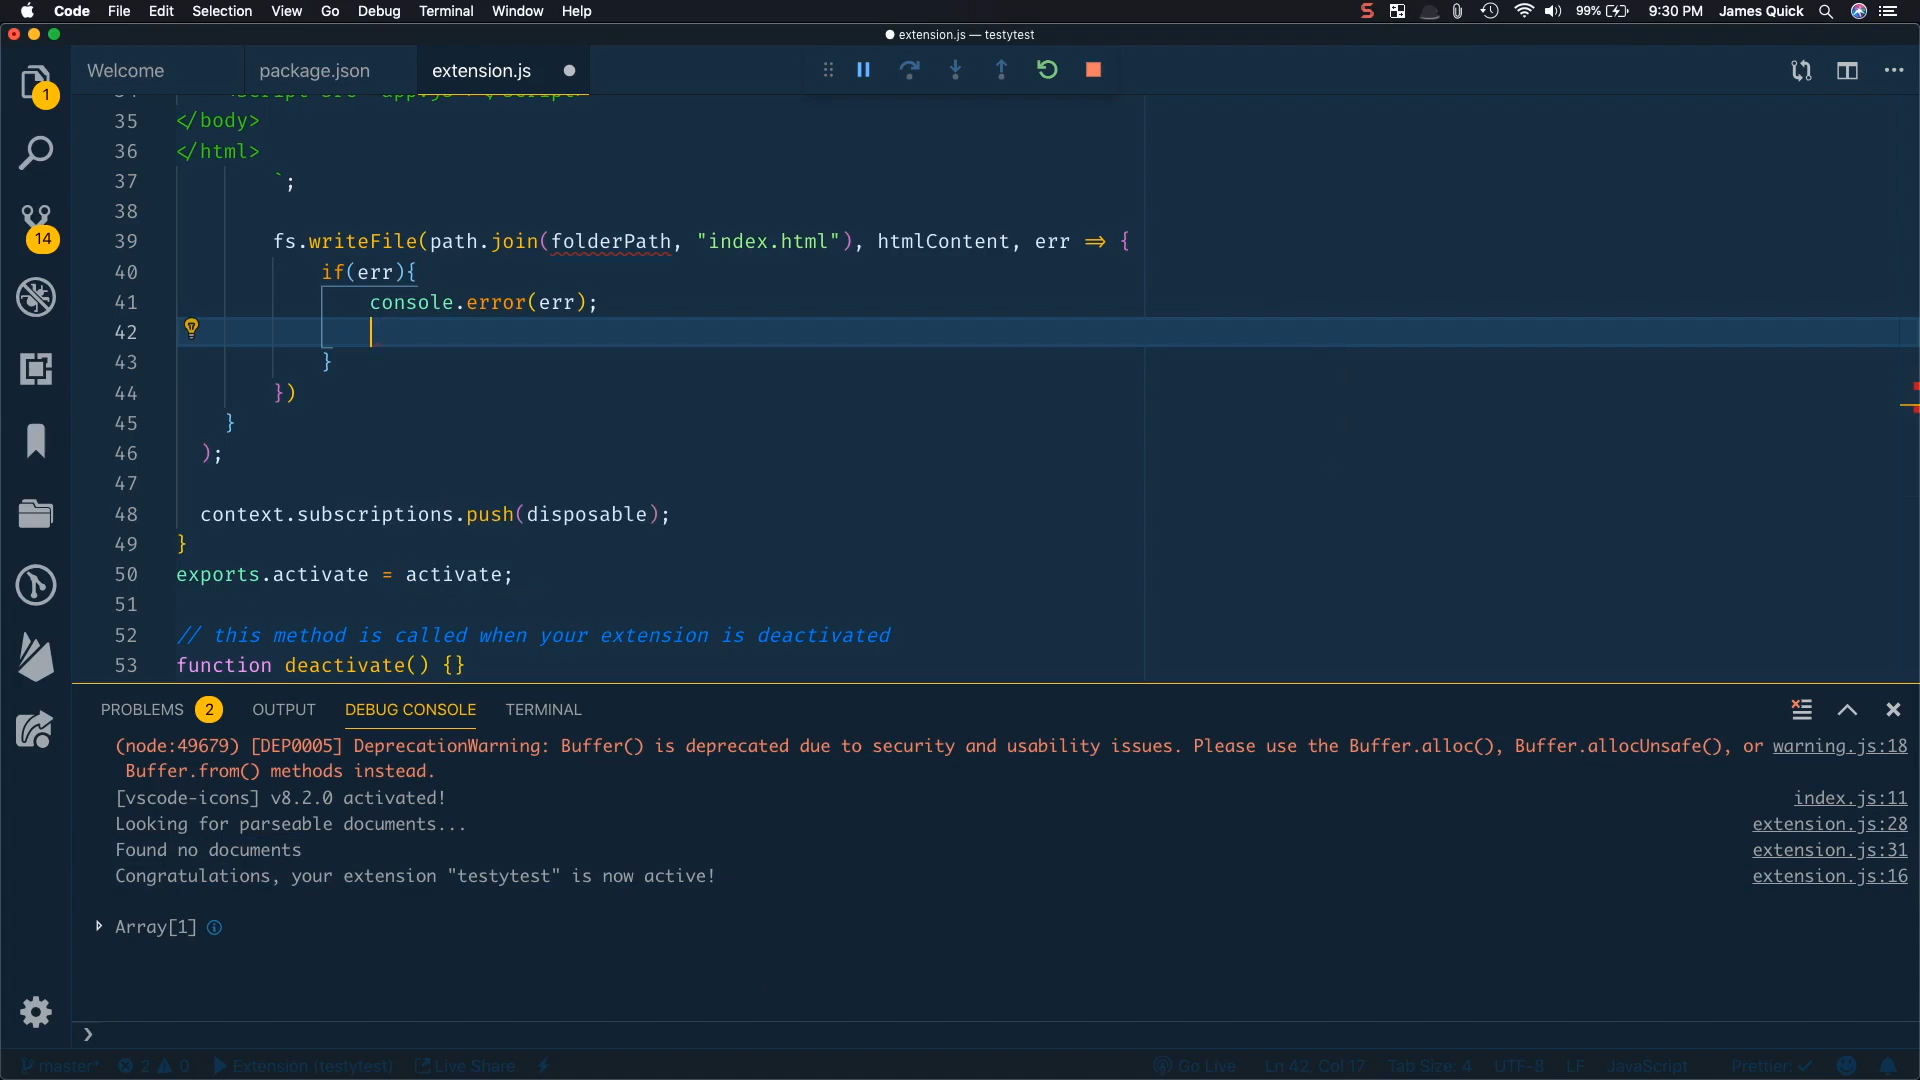 Code File Edit Selection View Go Debug Terminal Window Help 99% 9:30 PM James Quick
extension.js — testytest
Welcome package.json extension.js
1
14
35 </body>
36 </html>
37 `;
38
39 fs.writeFile(path.join(folderPath, "index.html"), htmlContent, err => {
40 if(err){
41 console.error(err);
42
43 }
44 })
45 }
46 );
47
48 context.subscriptions.push(disposable);
49 }
50 exports.activate = activate;
51
52 // this method is called when your extension is deactivated
53 function deactivate() {}
PROBLEMS 2 OUTPUT DEBUG CONSOLE TERMINAL
(node:49679) [DEP0005] DeprecationWarning: Buffer() is deprecated due to security and usability issues. Please use the Buffer.alloc(), Buffer.allocUnsafe(), or warning.js:18
Buffer.from() methods instead.
[vscode-icons] v8.2.0 activated! index.js:11
Looking for parseable documents... extension.js:28
Found no documents extension.js:31
Congratulations, your extension "testytest" is now active! extension.js:16
Array[1]
master* 2 0 Extension (testytest) Live Share Go Live Ln 42, Col 17 Tab Size: 4 UTF-8 LF JavaScript Prettier: ✓